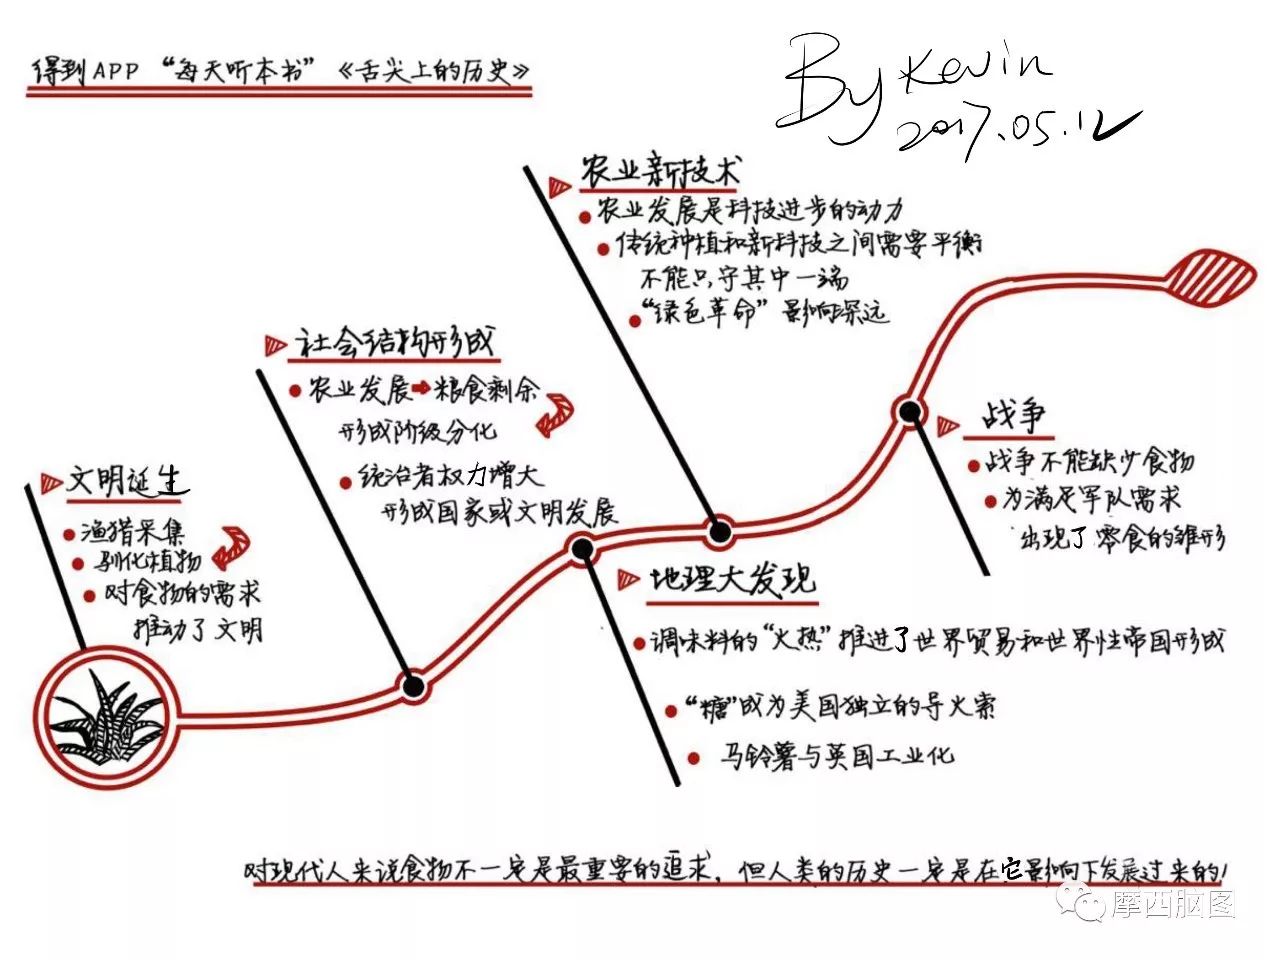 得到APP “每天听本书”《舌尖上的历史》
By Kevin
2017.05.12
文明诞生
渔猎采集
驯化植物
对食物的需求
推动了文明
社会结构形成
农业发展➡粮食剩余
形成阶级分化
统治者权力增大
形成国家或文明发展
地理大发现
调味料的“火热”推进了世界贸易和世界性帝国形成
“糖”成为美国独立的导火索
马铃薯与英国工业化
农业新技术
农业发展是科技进步的动力
传统种植和新科技之间需要平衡
不能只守其中一端
“绿色革命”影响深远
战争
战争不能缺少食物
为满足军队需求
出现了零食的雏形
对现代人来说食物不一定是最重要的追求，但人类的历史一定是在它影响下发展过来的！
摩西脑图